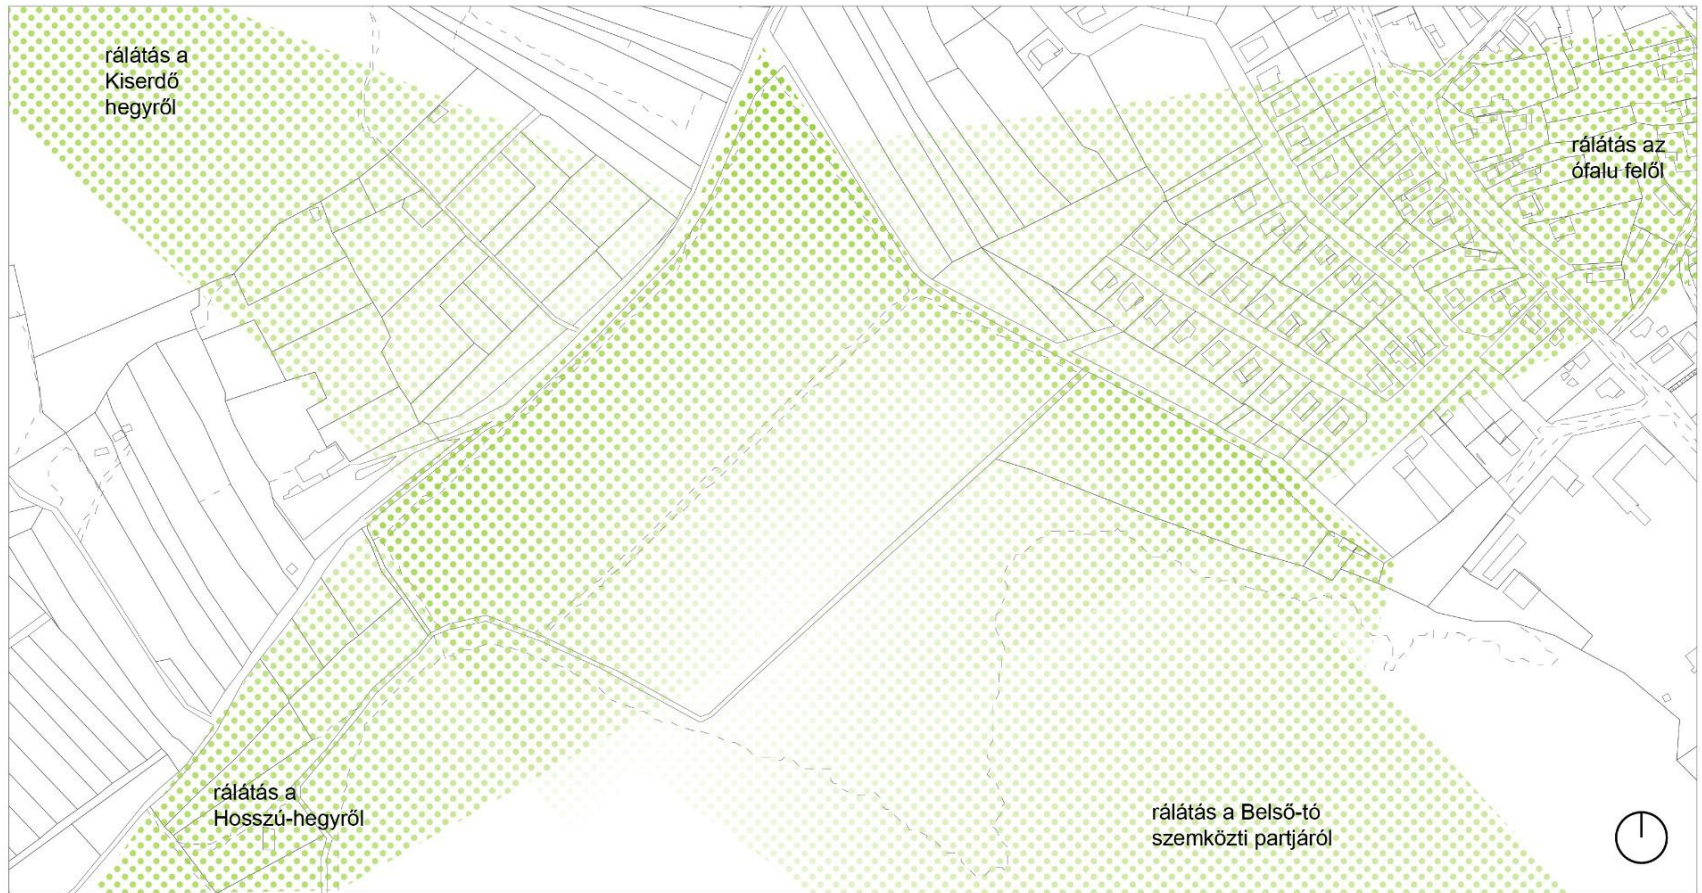 rálátás a
Kiserdő
hegyről
rálátás az
ófalu felől
rálátás a
Hosszú-hegyről
rálátás a Belső-tó
szemközti partjáról